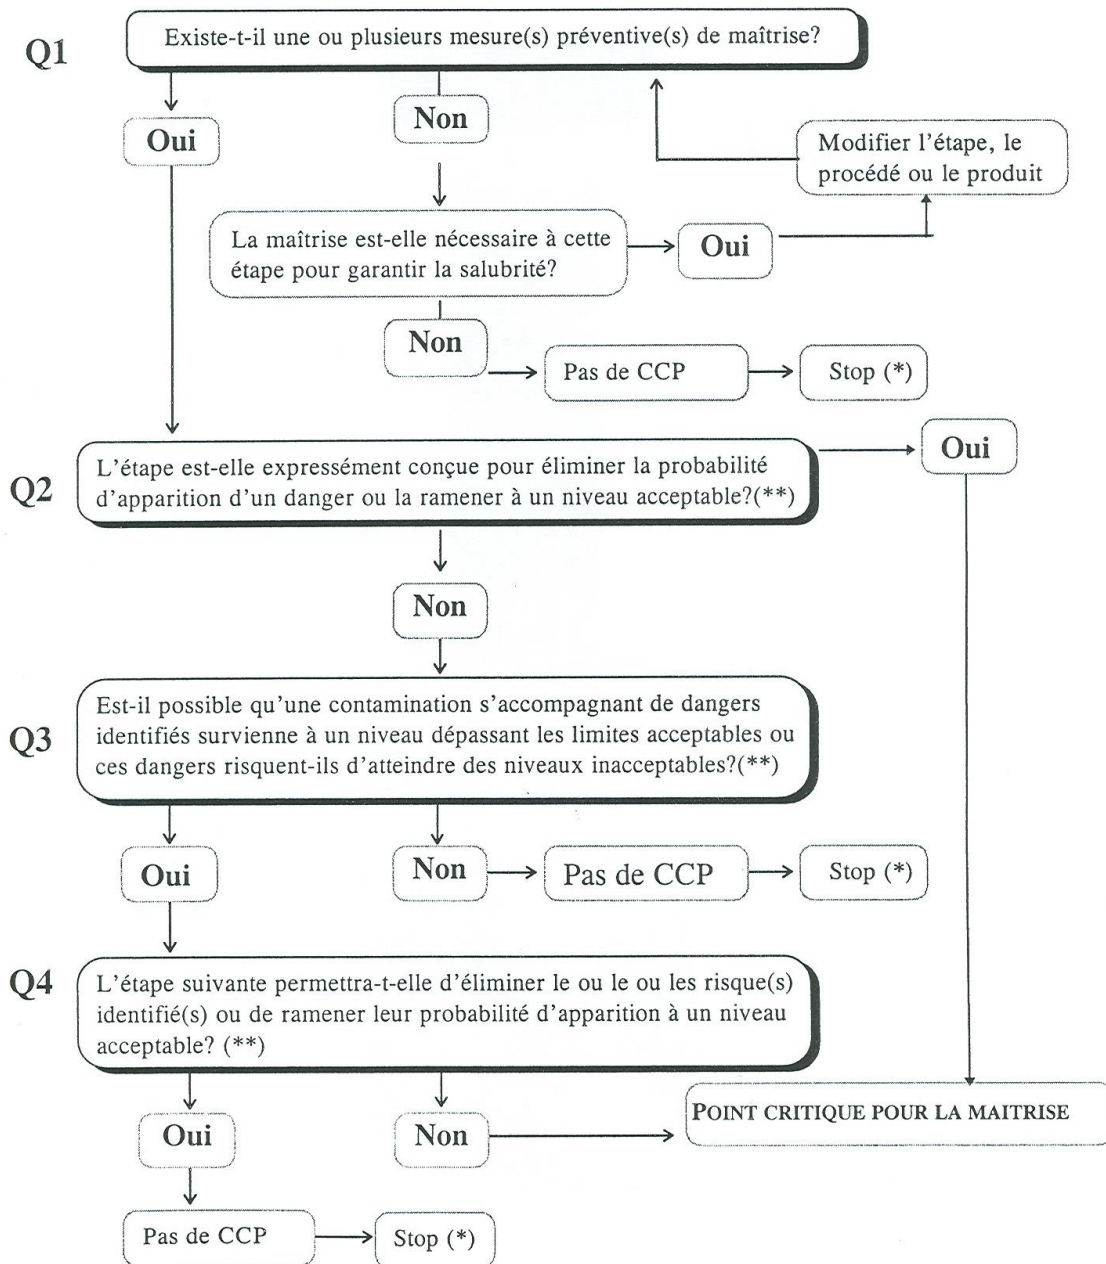 Q1
Existe-t-il une ou plusieurs mesure(s) préventive(s) de maîtrise?
Oui
Non
Modifier l'étape, le
procédé ou le produit
La maîtrise est-elle nécessaire à cette
étape pour garantir la salubrité?
Oui
Non
Pas de CCP
Stop (*)
Q2
L'étape est-elle expressément conçue pour éliminer la probabilité
d'apparition d'un danger ou la ramener à un niveau acceptable?(**)
Oui
Non
Q3
Est-il possible qu'une contamination s'accompagnant de dangers
identifiés survienne à un niveau dépassant les limites acceptables ou
ces dangers risquent-ils d'atteindre des niveaux inacceptables?(**)
Oui
Non
Pas de CCP
Stop (*)
Q4
L'étape suivante permettra-t-elle d'éliminer le ou le ou les risque(s)
identifié(s) ou de ramener leur probabilité d'apparition à un niveau
acceptable? (**)
Oui
Non
POINT CRITIQUE POUR LA MAITRISE
Pas de CCP
Stop (*)